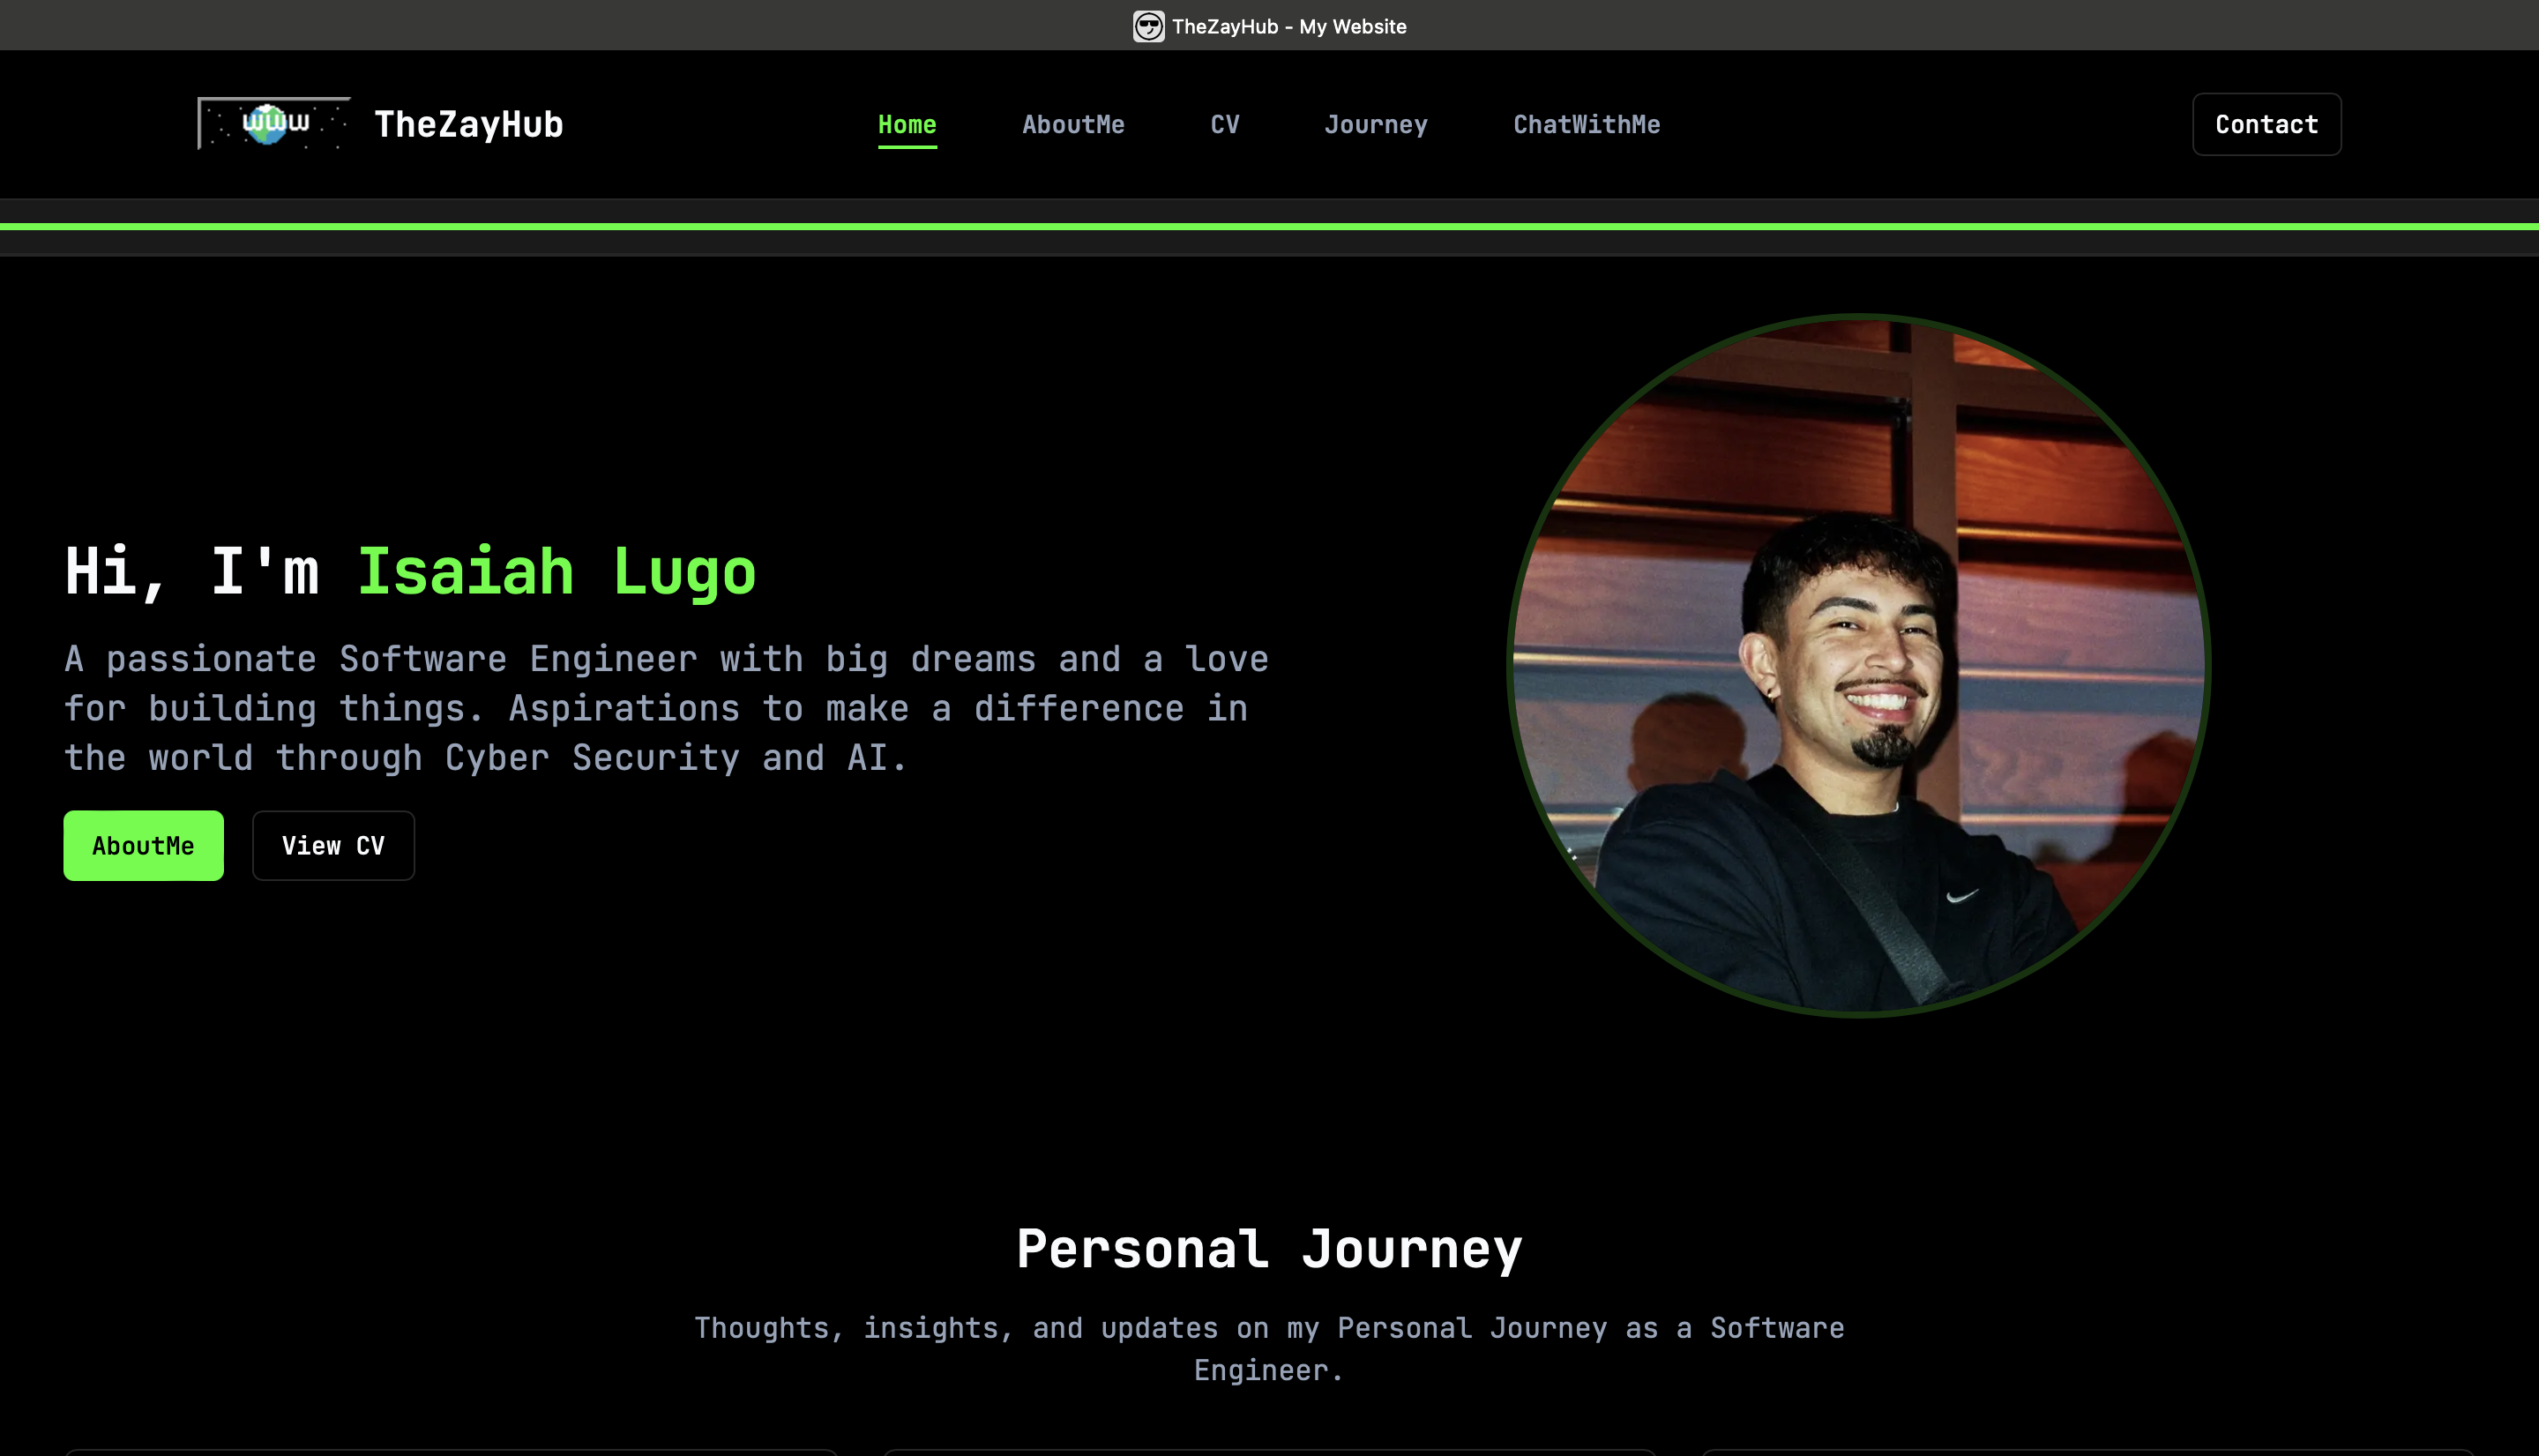 TheZayHub - My Website
www
TheZayHub
Home
AboutMe
CV
Journey
ChatWithMe
Contact
Hi, I'm Isaiah Lugo
A passionate Software Engineer with big dreams and a love
for building things. Aspirations to make a difference in
the world through Cyber Security and AI.
AboutMe
View CV
Personal Journey
Thoughts, insights, and updates on my Personal Journey as a Software
Engineer.